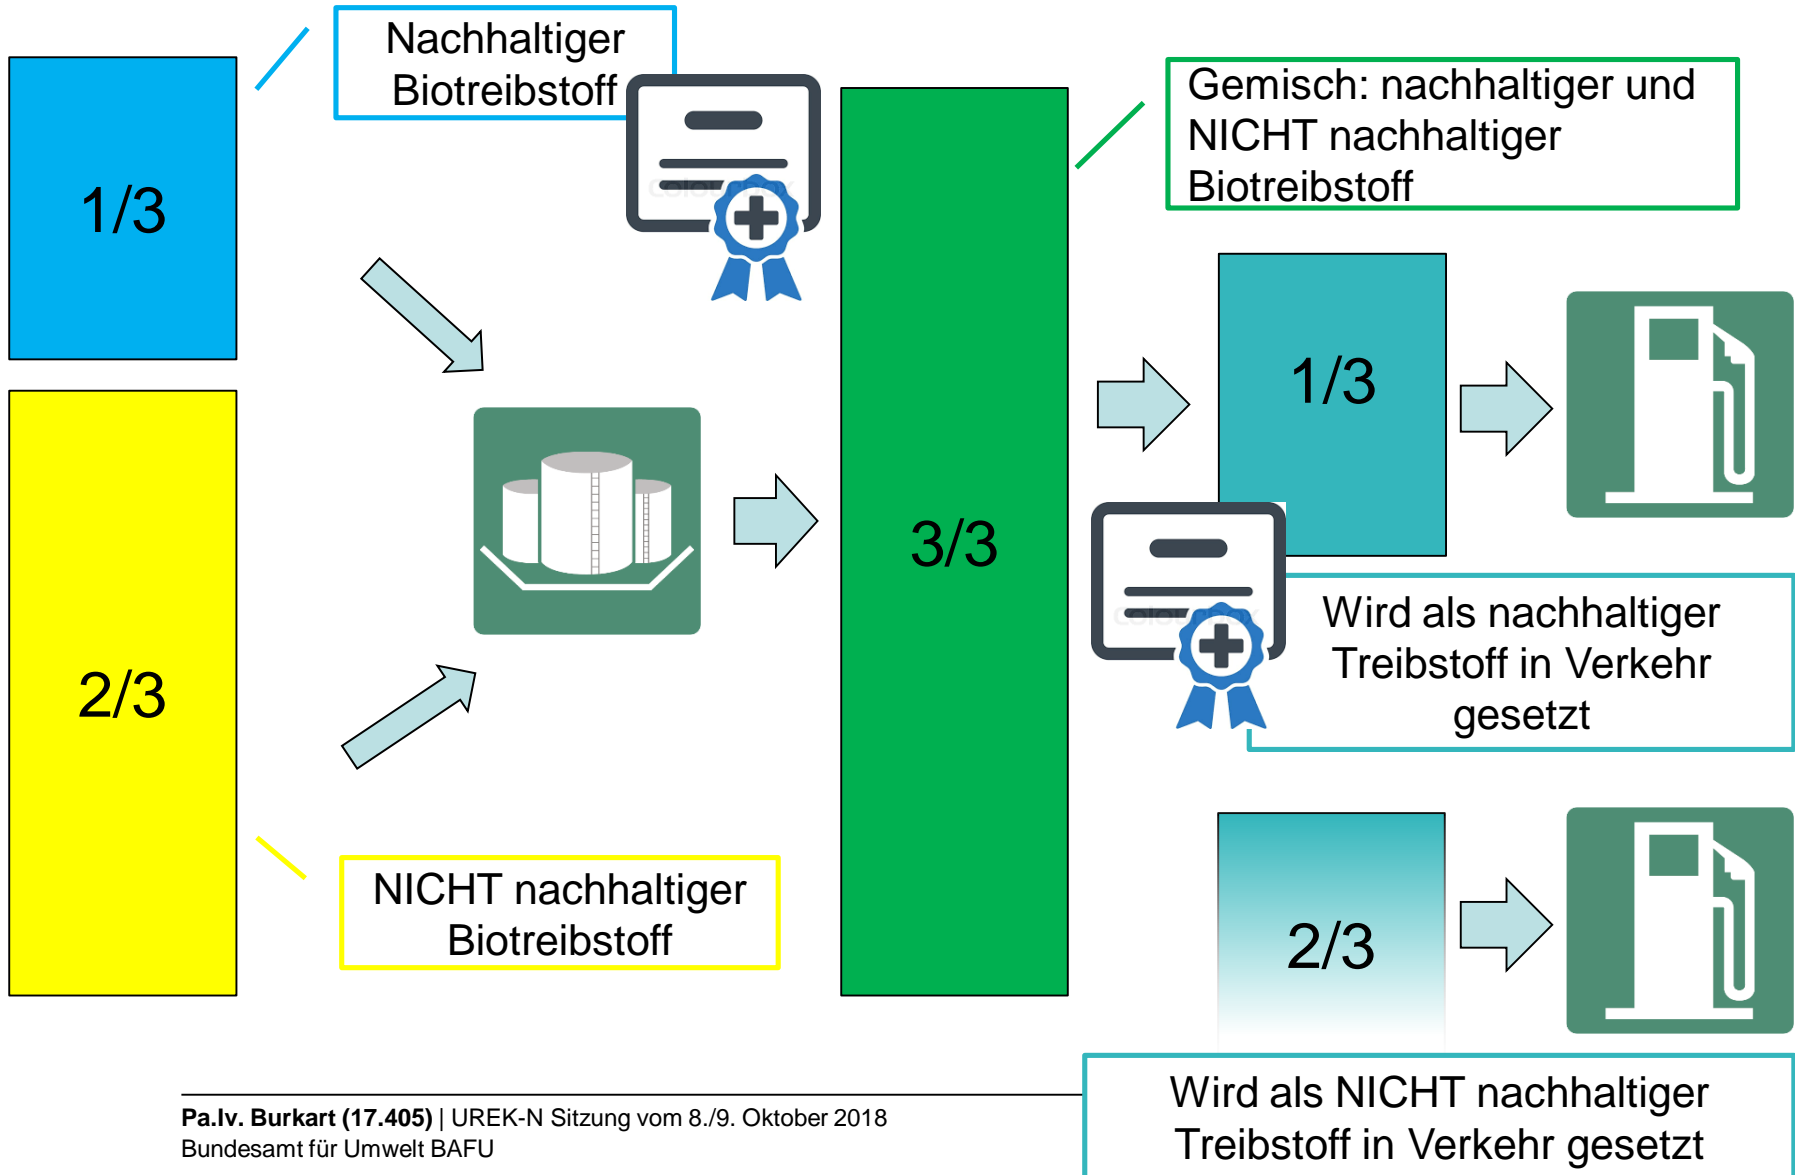 Nachhaltiger
Biotreibstoff
1/3
colourbox
2/3
NICHT nachhaltiger
Biotreibstoff
3/3
Gemisch: nachhaltiger und
NICHT nachhaltiger
Biotreibstoff
1/3
colourbox
Wird als nachhaltiger
Treibstoff in Verkehr
gesetzt
2/3
Wird als NICHT nachhaltiger
Treibstoff in Verkehr gesetzt
Pa.Iv. Burkart (17.405) | UREK-N Sitzung vom 8./9. Oktober 2018
Bundesamt für Umwelt BAFU